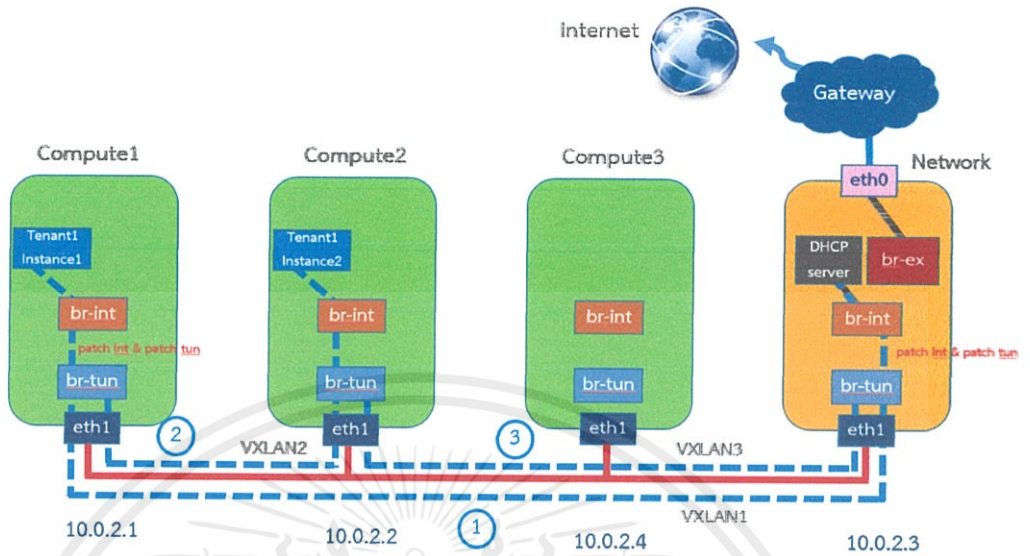 Internet
Gateway
Compute1
Compute2
Compute3
Network
eth0
Tenant1
Instance1
Tenant1
Instance2
DHCP
server
br-ex
br-int
br-int
br-int
br-int
patch int & patch tun
patch int & patch tun
br-tun
br-tun
br-tun
br-tun
eth1
eth1
eth1
eth1
2
VXLAN2
3
VXLAN3
VXLAN1
1
10.0.2.1
10.0.2.2
10.0.2.4
10.0.2.3